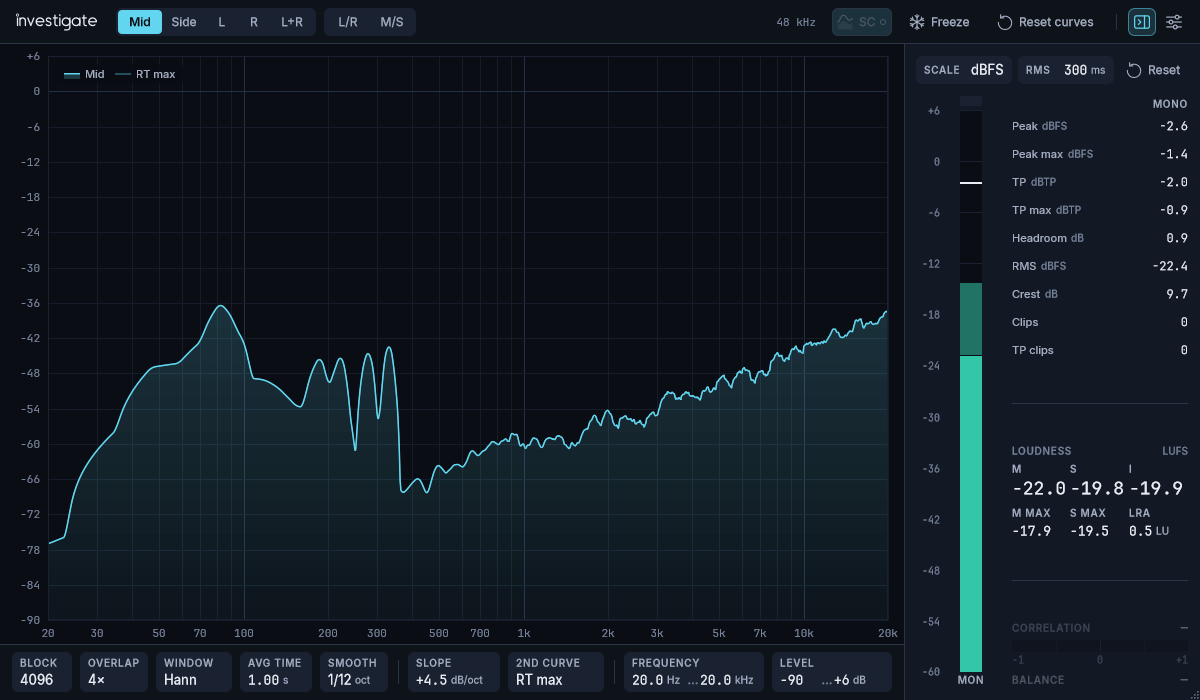 investigate Mid Side L R L+R L/R M/S 48 kHz SC Freeze Reset curves
Mid RT max
+6
0
-6
-12
-18
-24
-30
-36
-42
-48
-54
-60
-66
-72
-78
-84
-90
20 30 50 70 100 200 300 500 700 1k 2k 3k 5k 7k 10k 20k
BLOCK
4096
OVERLAP
4×
WINDOW
Hann
AVG TIME
1.00 s
SMOOTH
1/12 oct
SLOPE
+4.5 dB/oct
2ND CURVE
RT max
FREQUENCY
20.0 Hz ...20.0 kHz
LEVEL
-90 ...+6 dB
SCALE dBFS RMS 300 ms Reset
+6
0
-6
-12
-18
-24
-30
-36
-42
-48
-54
-60
MON
MONO
Peak dBFS -2.6
Peak max dBFS -1.4
TP dBTP -2.0
TP max dBTP -0.9
Headroom dB 0.9
RMS dBFS -22.4
Crest dB 9.7
Clips 0
TP clips 0
LOUDNESS LUFS
M S I
-22.0 -19.8 -19.9
M MAX S MAX LRA
-17.9 -19.5 0.5 LU
CORRELATION –
-1 0 +1
BALANCE –